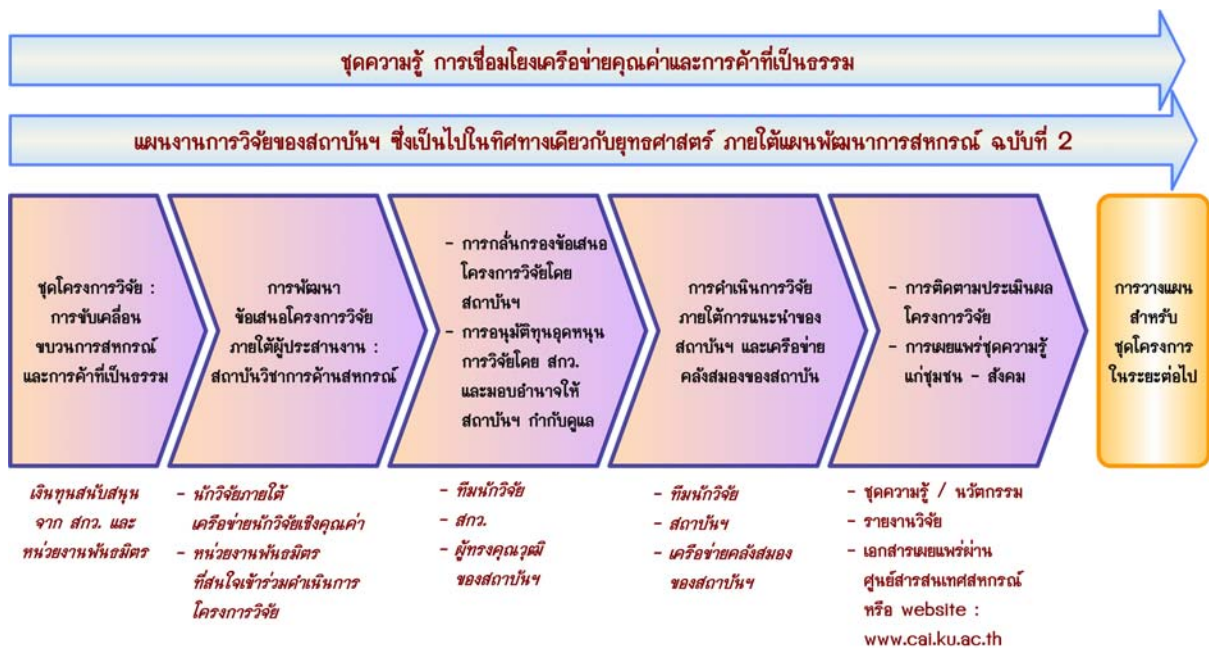 ชุดความรู้ การเชื่อมโยงเครือข่ายคุณค่าและการค้าที่เป็นธรรม
แผนงานการวิจัยของสถาบันฯ ซึ่งเป็นไปในทิศทางเดียวกับยุทธศาสตร์ ภายใต้แผนพัฒนาการสหกรณ์ ฉบับที่ 2
ชุดโครงการวิจัย :
การขับเคลื่อน
ขบวนการสหกรณ์
และการค้าที่เป็นธรรม
การพัฒนา
ข้อเสนอโครงการวิจัย
ภายใต้ผู้ประสานงาน :
สถาบันวิชาการด้านสหกรณ์
- การกลั่นกรองข้อเสนอ
โครงการวิจัยโดย
สถาบันฯ
- การอนุมัติทุนอุดหนุน
การวิจัยโดย สกว.
และมอบอำนาจให้
สถาบันฯ กำกับดูแล
การดำเนินการวิจัย
ภายใต้การแนะนำของ
สถาบันฯ และเครือข่าย
คลังสมองของสถาบัน
- การติดตามประเมินผล
โครงการวิจัย
- การเผยแพร่ชุดความรู้
แก่ชุมชน - สังคม
การวางแผน
สำหรับ
ชุดโครงการ
ในระยะต่อไป
เงินทุนสนับสนุน
จาก สกว. และ
หน่วยงานพันธมิตร
- นักวิจัยภายใต้
เครือข่ายนักวิจัยเชิงคุณค่า
- หน่วยงานพันธมิตร
ที่สนใจเข้าร่วมดำเนินการ
โครงการวิจัย
- ทีมนักวิจัย
- สกว.
- ผู้ทรงคุณวุฒิ
ของสถาบันฯ
- ทีมนักวิจัย
- สถาบันฯ
- เครือข่ายคลังสมอง
ของสถาบันฯ
- ชุดความรู้ / นวัตกรรม
- รายงานวิจัย
- เอกสารเผยแพร่ผ่าน
ศูนย์สารสนเทศสหกรณ์
หรือ website :
www.cai.ku.ac.th